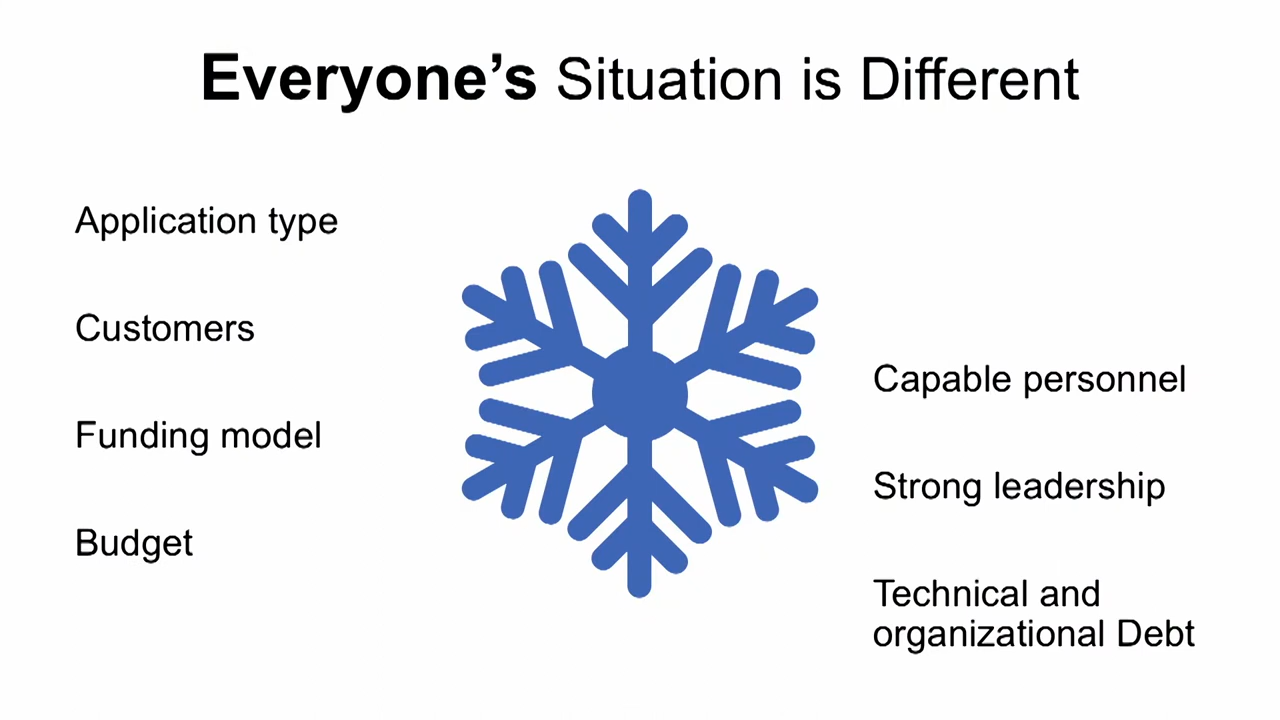 Everyone’s Situation is Different
Application type
Customers
Funding model
Budget
Capable personnel
Strong leadership
Technical and
organizational Debt